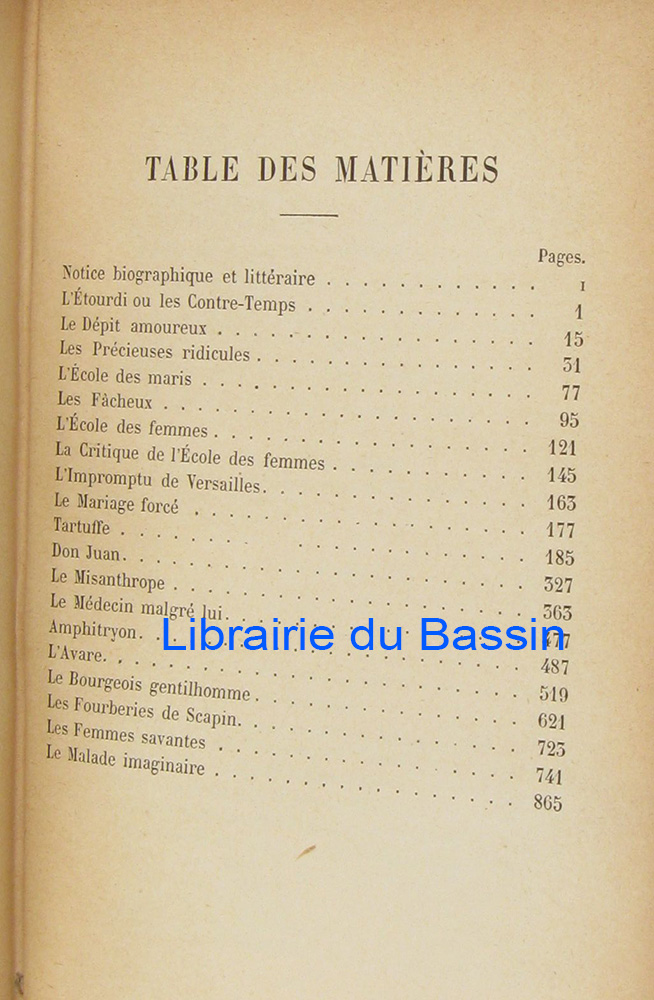 TABLE DES MATIÈRES
Pages.
Notice biographique et littéraire . . . . . . . . . . . . I
L'Étourdi ou les Contre-Temps . . . . . . . . . . . . 1
Le Dépit amoureux . . . . . . . . . . . . 15
Les Précieuses ridicules . . . . . . . . . . . . 31
L'École des maris . . . . . . . . . . . . 77
Les Fâcheux . . . . . . . . . . . . 95
L'École des femmes . . . . . . . . . . . . 121
La Critique de l'École des femmes . . . . . . . . . . . . 145
L'Impromptu de Versailles . . . . . . . . . . . . 163
Le Mariage forcé . . . . . . . . . . . . 177
Tartuffe . . . . . . . . . . . . 185
Don Juan . . . . . . . . . . . . 327
Le Misanthrope . . . . . . . . . . . . 363
Le Médecin malgré lui . . . . . . . . . . . . 477
Amphitryon . . . . . . . . . . . . 487
L'Avare . . . . . . . . . . . . 519
Le Bourgeois gentilhomme . . . . . . . . . . . . 621
Les Fourberies de Scapin . . . . . . . . . . . . 723
Les Femmes savantes . . . . . . . . . . . . 741
Le Malade imaginaire . . . . . . . . . . . . 865
Librairie du Bassin